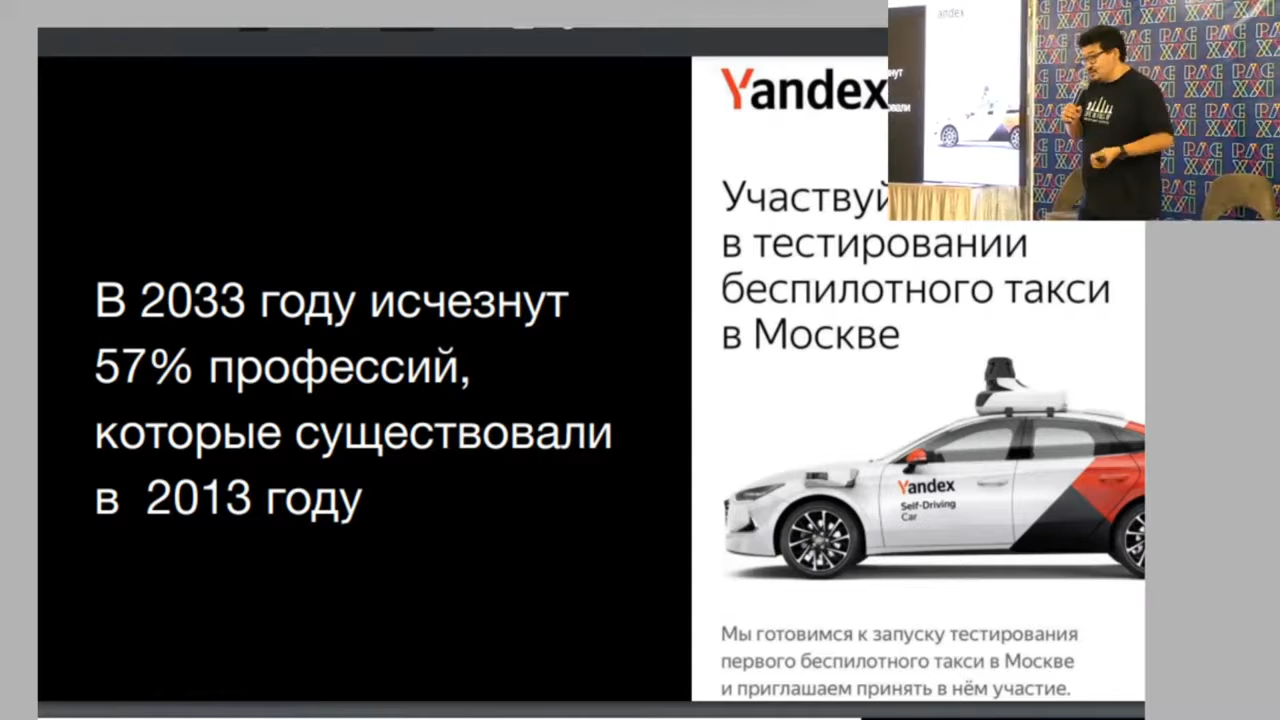 В 2033 году исчезнут
57% профессий,
которые существовали
в 2013 году
Yandex
Участвуй
в тестировании
беспилотного такси
в Москве
Yandex
Self-Driving
Car
Мы готовимся к запуску тестирования
первого беспилотного такси в Москве
и приглашаем принять в нём участие.
andex